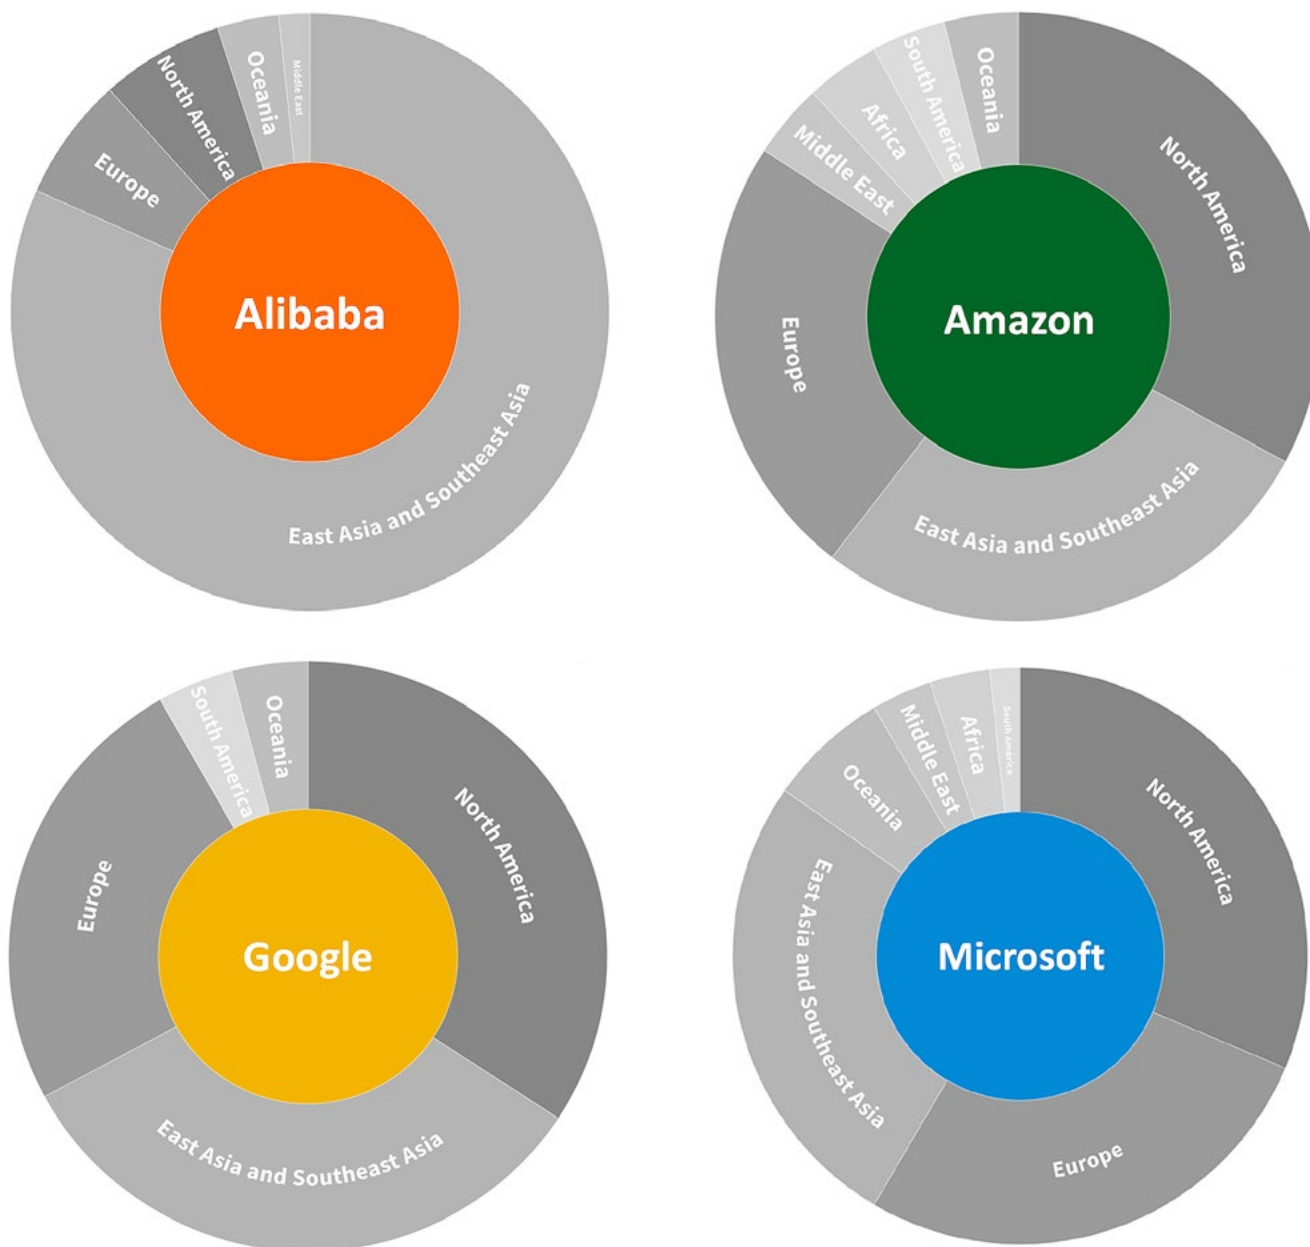 Alibaba
East Asia and Southeast Asia
Europe
North America
Oceania
Middle East
Amazon
North America
East Asia and Southeast Asia
Europe
Middle East
Africa
South America
Oceania
Google
North America
East Asia and Southeast Asia
Europe
South America
Oceania
Microsoft
North America
Europe
East Asia and Southeast Asia
Oceania
Middle East
Africa
South America